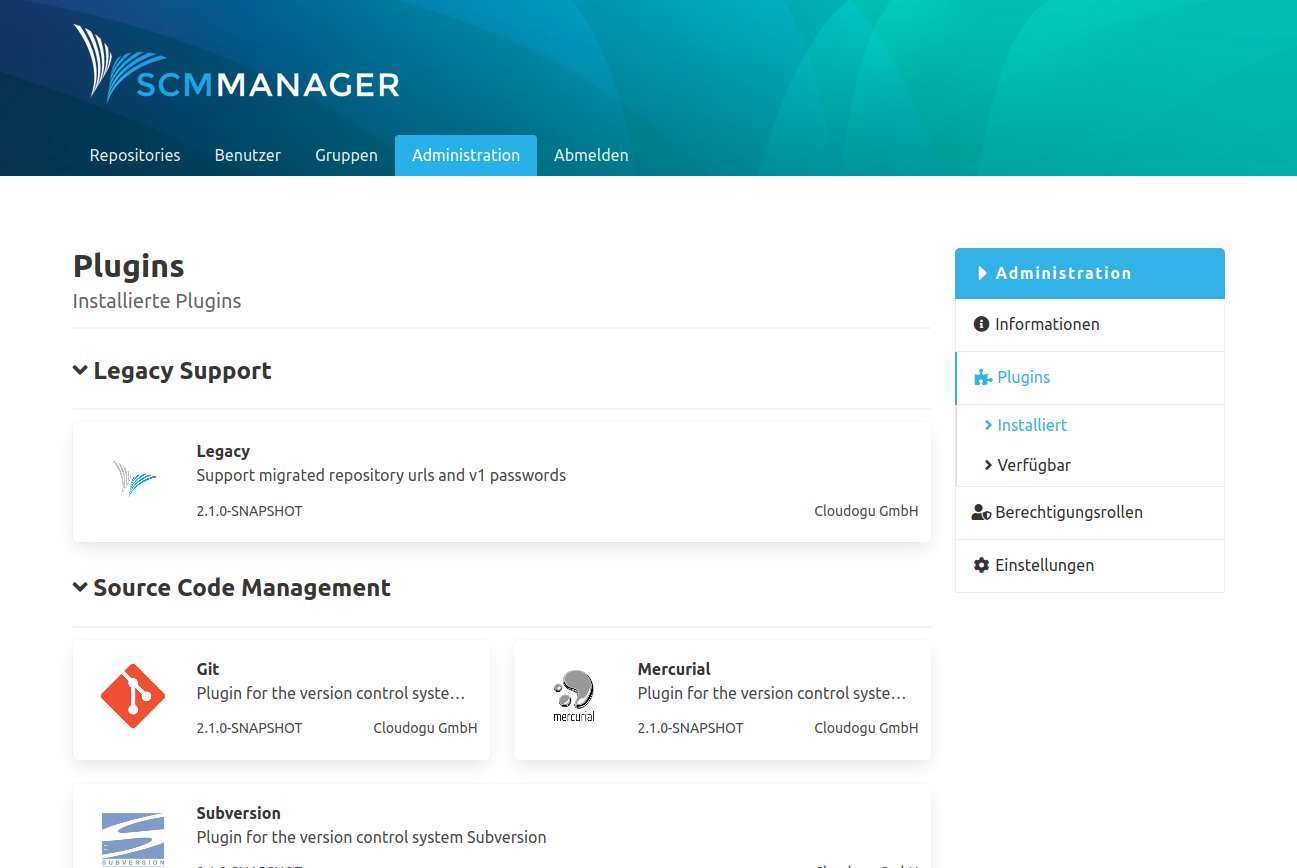 SCMMANAGER
Repositories Benutzer Gruppen Administration Abmelden
Plugins
Installierte Plugins
Legacy Support
Legacy
Support migrated repository urls and v1 passwords
2.1.0-SNAPSHOT Cloudogu GmbH
Source Code Management
Git
Plugin for the version control syste…
2.1.0-SNAPSHOT Cloudogu GmbH
mercurial
Mercurial
Plugin for the version control syste…
2.1.0-SNAPSHOT Cloudogu GmbH
SUBVERSION
Subversion
Plugin for the version control system Subversion
Administration
Informationen
Plugins
Installiert
Verfügbar
Berechtigungsrollen
Einstellungen